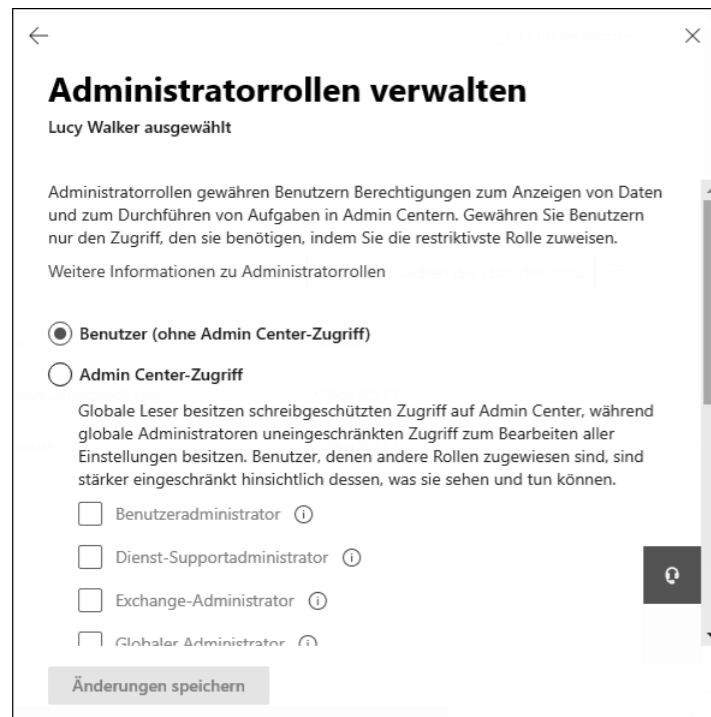 Administratorrollen verwalten
Lucy Walker ausgewählt
Administratorrollen gewähren Benutzern Berechtigungen zum Anzeigen von Daten
und zum Durchführen von Aufgaben in Admin Centern. Gewähren Sie Benutzern
nur den Zugriff, den sie benötigen, indem Sie die restriktivste Rolle zuweisen.
Weitere Informationen zu Administratorrollen
Benutzer (ohne Admin Center-Zugriff)
Admin Center-Zugriff
Globale Leser besitzen schreibgeschützten Zugriff auf Admin Center, während
globale Administratoren uneingeschränkten Zugriff zum Bearbeiten aller
Einstellungen besitzen. Benutzer, denen andere Rollen zugewiesen sind, sind
stärker eingeschränkt hinsichtlich dessen, was sie sehen und tun können.
Benutzeradministrator
Dienst-Supportadministrator
Exchange-Administrator
Globaler Administrator
Änderungen speichern